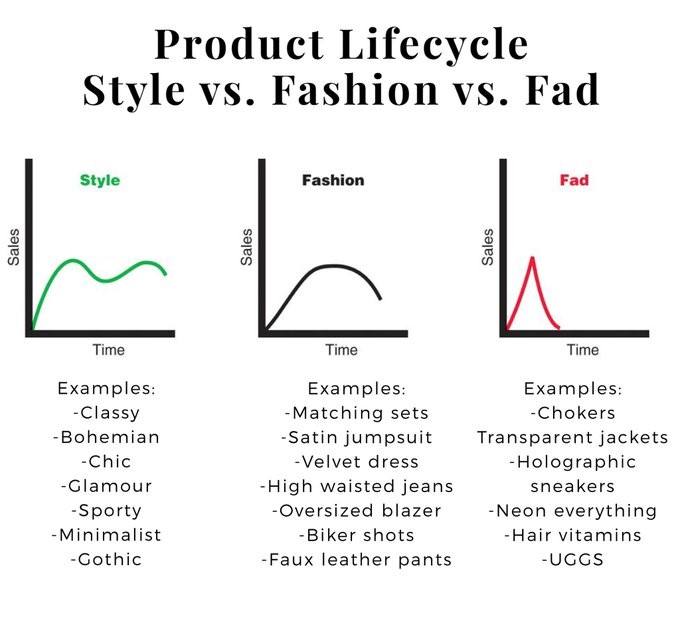 Product Lifecycle
Style vs. Fashion vs. Fad
Style
Sales
Time
Examples:
-Classy
-Bohemian
-Chic
-Glamour
-Sporty
-Minimalist
-Gothic
Fashion
Sales
Time
Examples:
-Matching sets
-Satin jumpsuit
-Velvet dress
-High waisted jeans
-Oversized blazer
-Biker shots
-Faux leather pants
Fad
Sales
Time
Examples:
-Chokers
Transparent jackets
-Holographic
sneakers
-Neon everything
-Hair vitamins
-UGGS